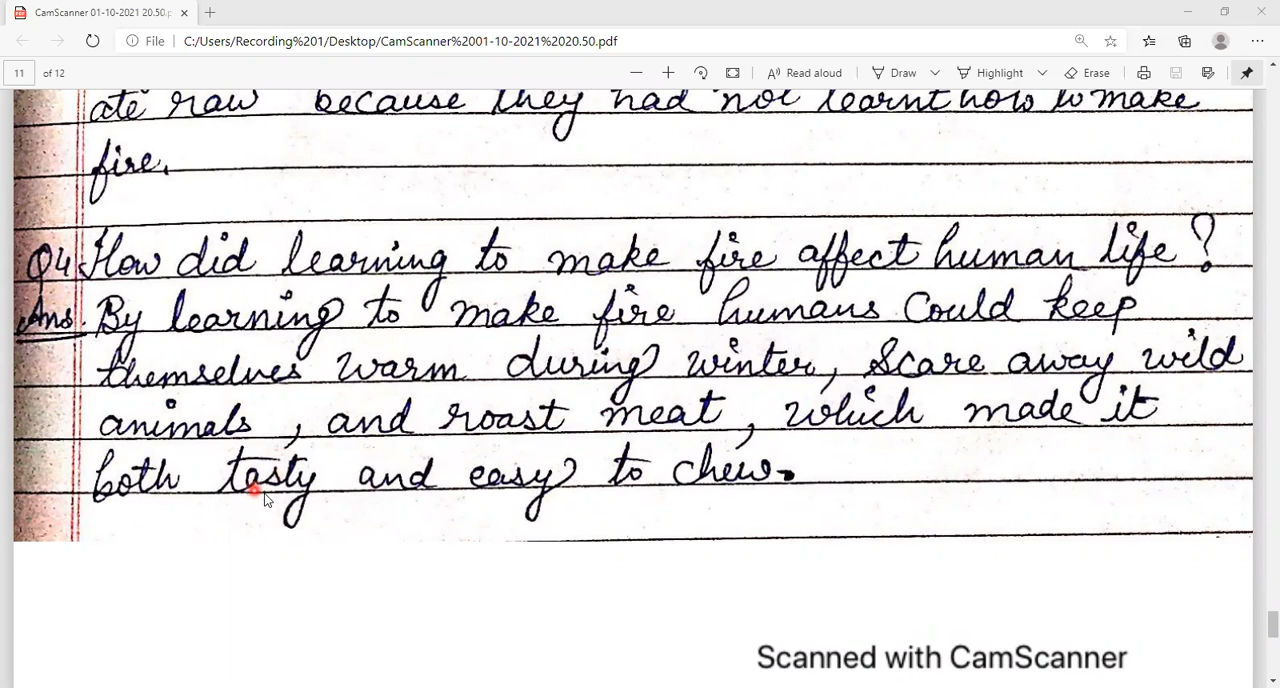 CamScanner 01-10-2021 20.50.p
File C:/Users/Recording%201/Desktop/CamScanner%2001-10-2021%2020.50.pdf
11 of 12 Read aloud Draw Highlight Erase
ate raw because they had not learnt how to make
fire.
Q4. How did learning to make fire affect human life?
Ans. By learning to make fire humans Could keep
themselves warm during winter, Scare away wild
animals, and roast meat, which made it
both tasty and easy to chew.
Scanned with CamScanner